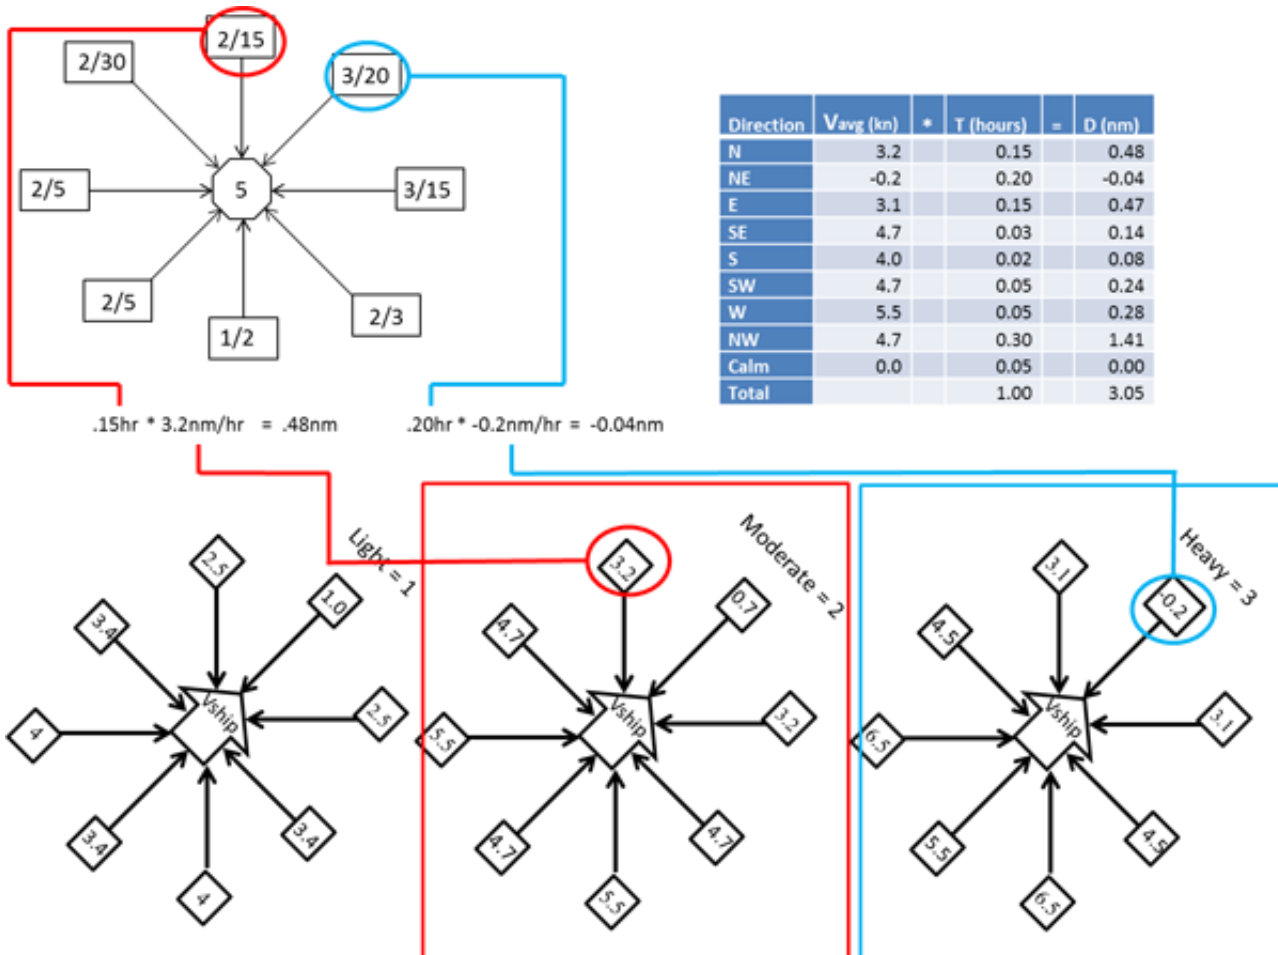 2/15
2/30
3/20
2/5
5
3/15
2/5
1/2
2/3
Direction Vavg (kn) * T (hours) = D (nm)
N 3.2 0.15 0.48
NE -0.2 0.20 -0.04
E 3.1 0.15 0.47
SE 4.7 0.03 0.14
S 4.0 0.02 0.08
SW 4.7 0.05 0.24
W 5.5 0.05 0.28
NW 4.7 0.30 1.41
Calm 0.0 0.05 0.00
Total 1.00 3.05
.15hr * 3.2nm/hr = .48nm
.20hr * -0.2nm/hr = -0.04nm
Light = 1
2.5
1.0
3.4
Vship
2.5
4
3.4
3.4
4
Moderate = 2
3.2
0.7
4.7
Vship
3.2
5.5
4.7
4.7
5.5
Heavy = 3
3.1
-0.2
4.5
Vship
3.1
6.5
5.5
4.5
6.5